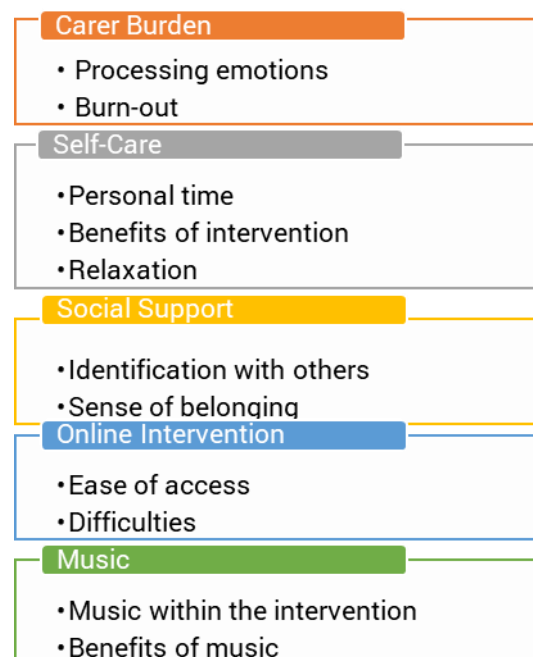 Carer Burden
• Processing emotions
• Burn-out
Self-Care
•Personal time
•Benefits of intervention
•Relaxation
Social Support
•Identification with others
•Sense of belonging
Online Intervention
•Ease of access
•Difficulties
Music
•Music within the intervention
•Benefits of music